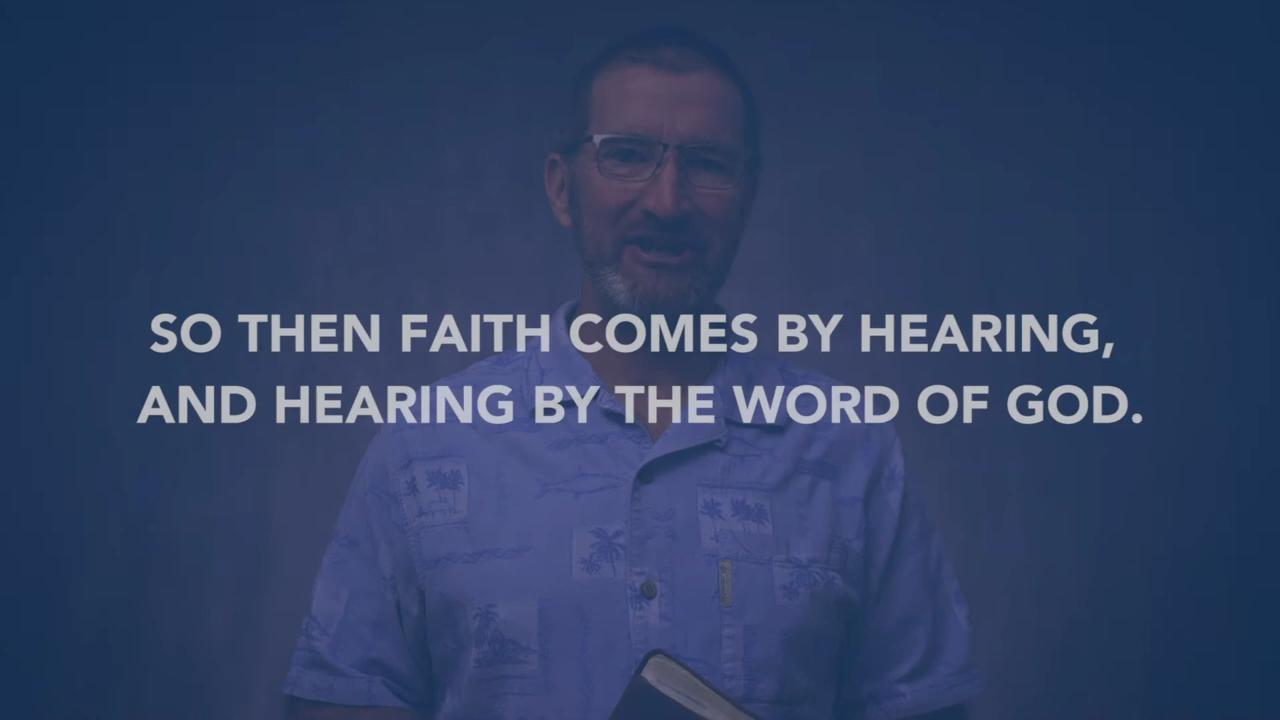 SO THEN FAITH COMES BY HEARING,
AND HEARING BY THE WORD OF GOD.